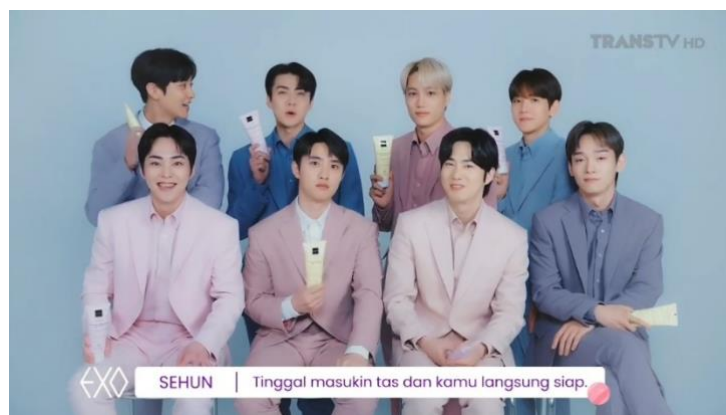 TRANSTV HD
EXO
SEHUN | Tinggal masukin tas dan kamu langsung siap.